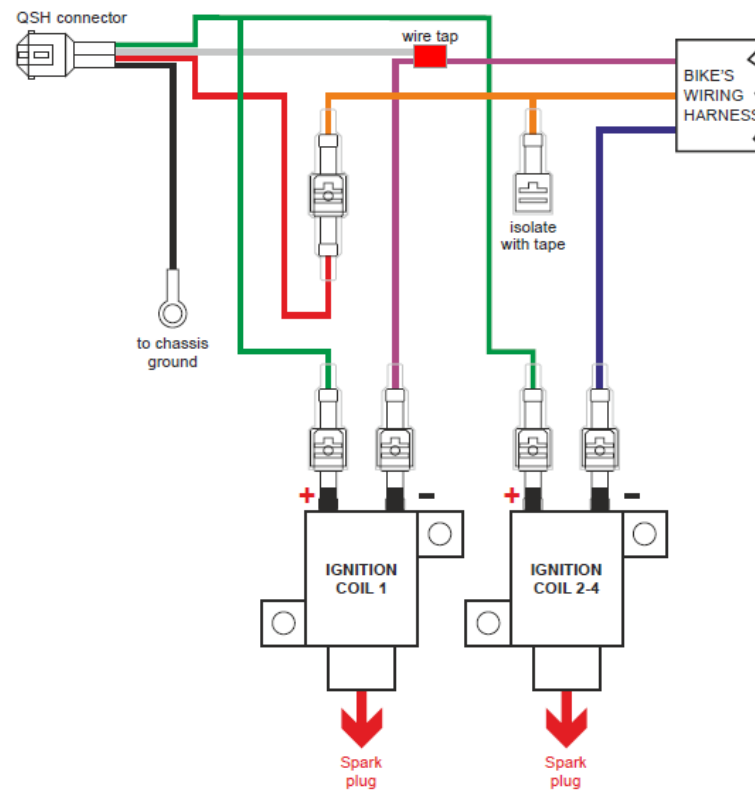 QSH connector
wire tap
BIKE'S
WIRING
HARNESS
isolate
with tape
to chassis
ground
+
–
+
–
IGNITION
COIL 1
IGNITION
COIL 2-4
Spark
plug
Spark
plug